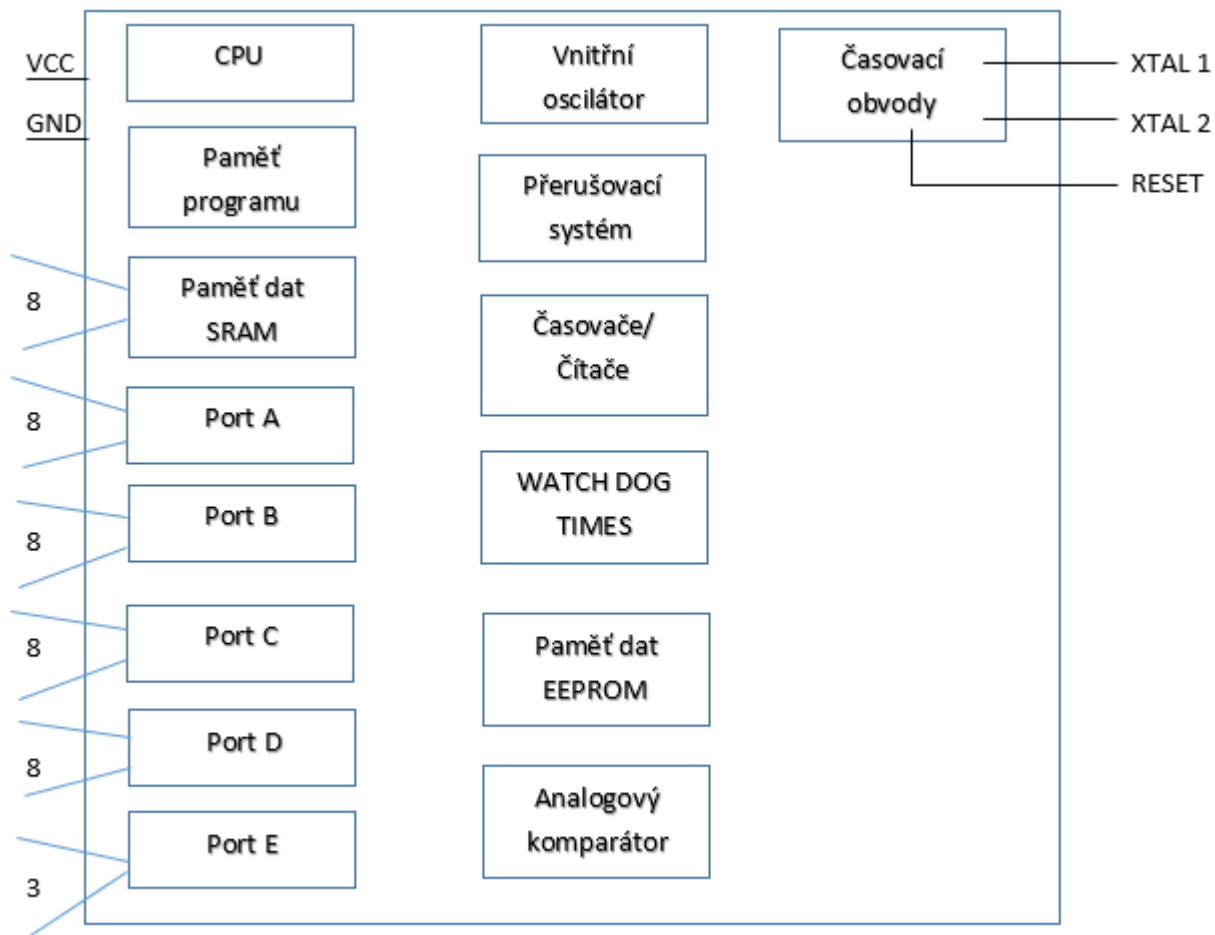 VCC
GND
CPU
Paměť
programu
8
Paměť dat
SRAM
8
Port A
8
Port B
8
Port C
8
Port D
3
Port E
Vnitřní
oscilátor
Přerušovací
systém
Časovače/
Čítače
WATCH DOG
TIMES
Paměť dat
EEPROM
Analogový
komparátor
Časovací
obvody
XTAL 1
XTAL 2
RESET